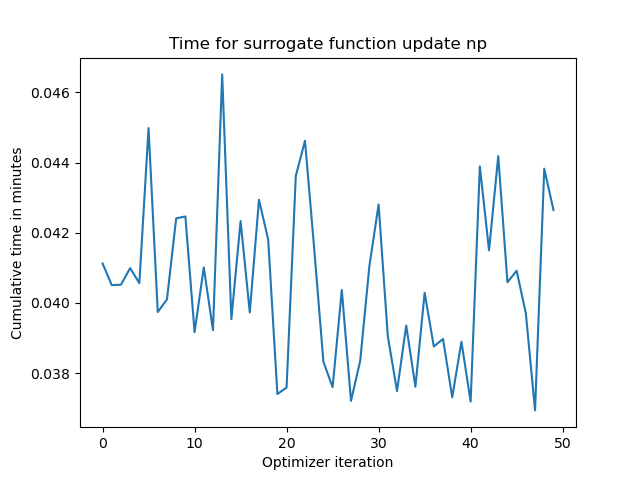 Time for surrogate function update np
Cumulative time in minutes
0.046
0.044
0.042
0.040
0.038
0 10 20 30 40 50
Optimizer iteration